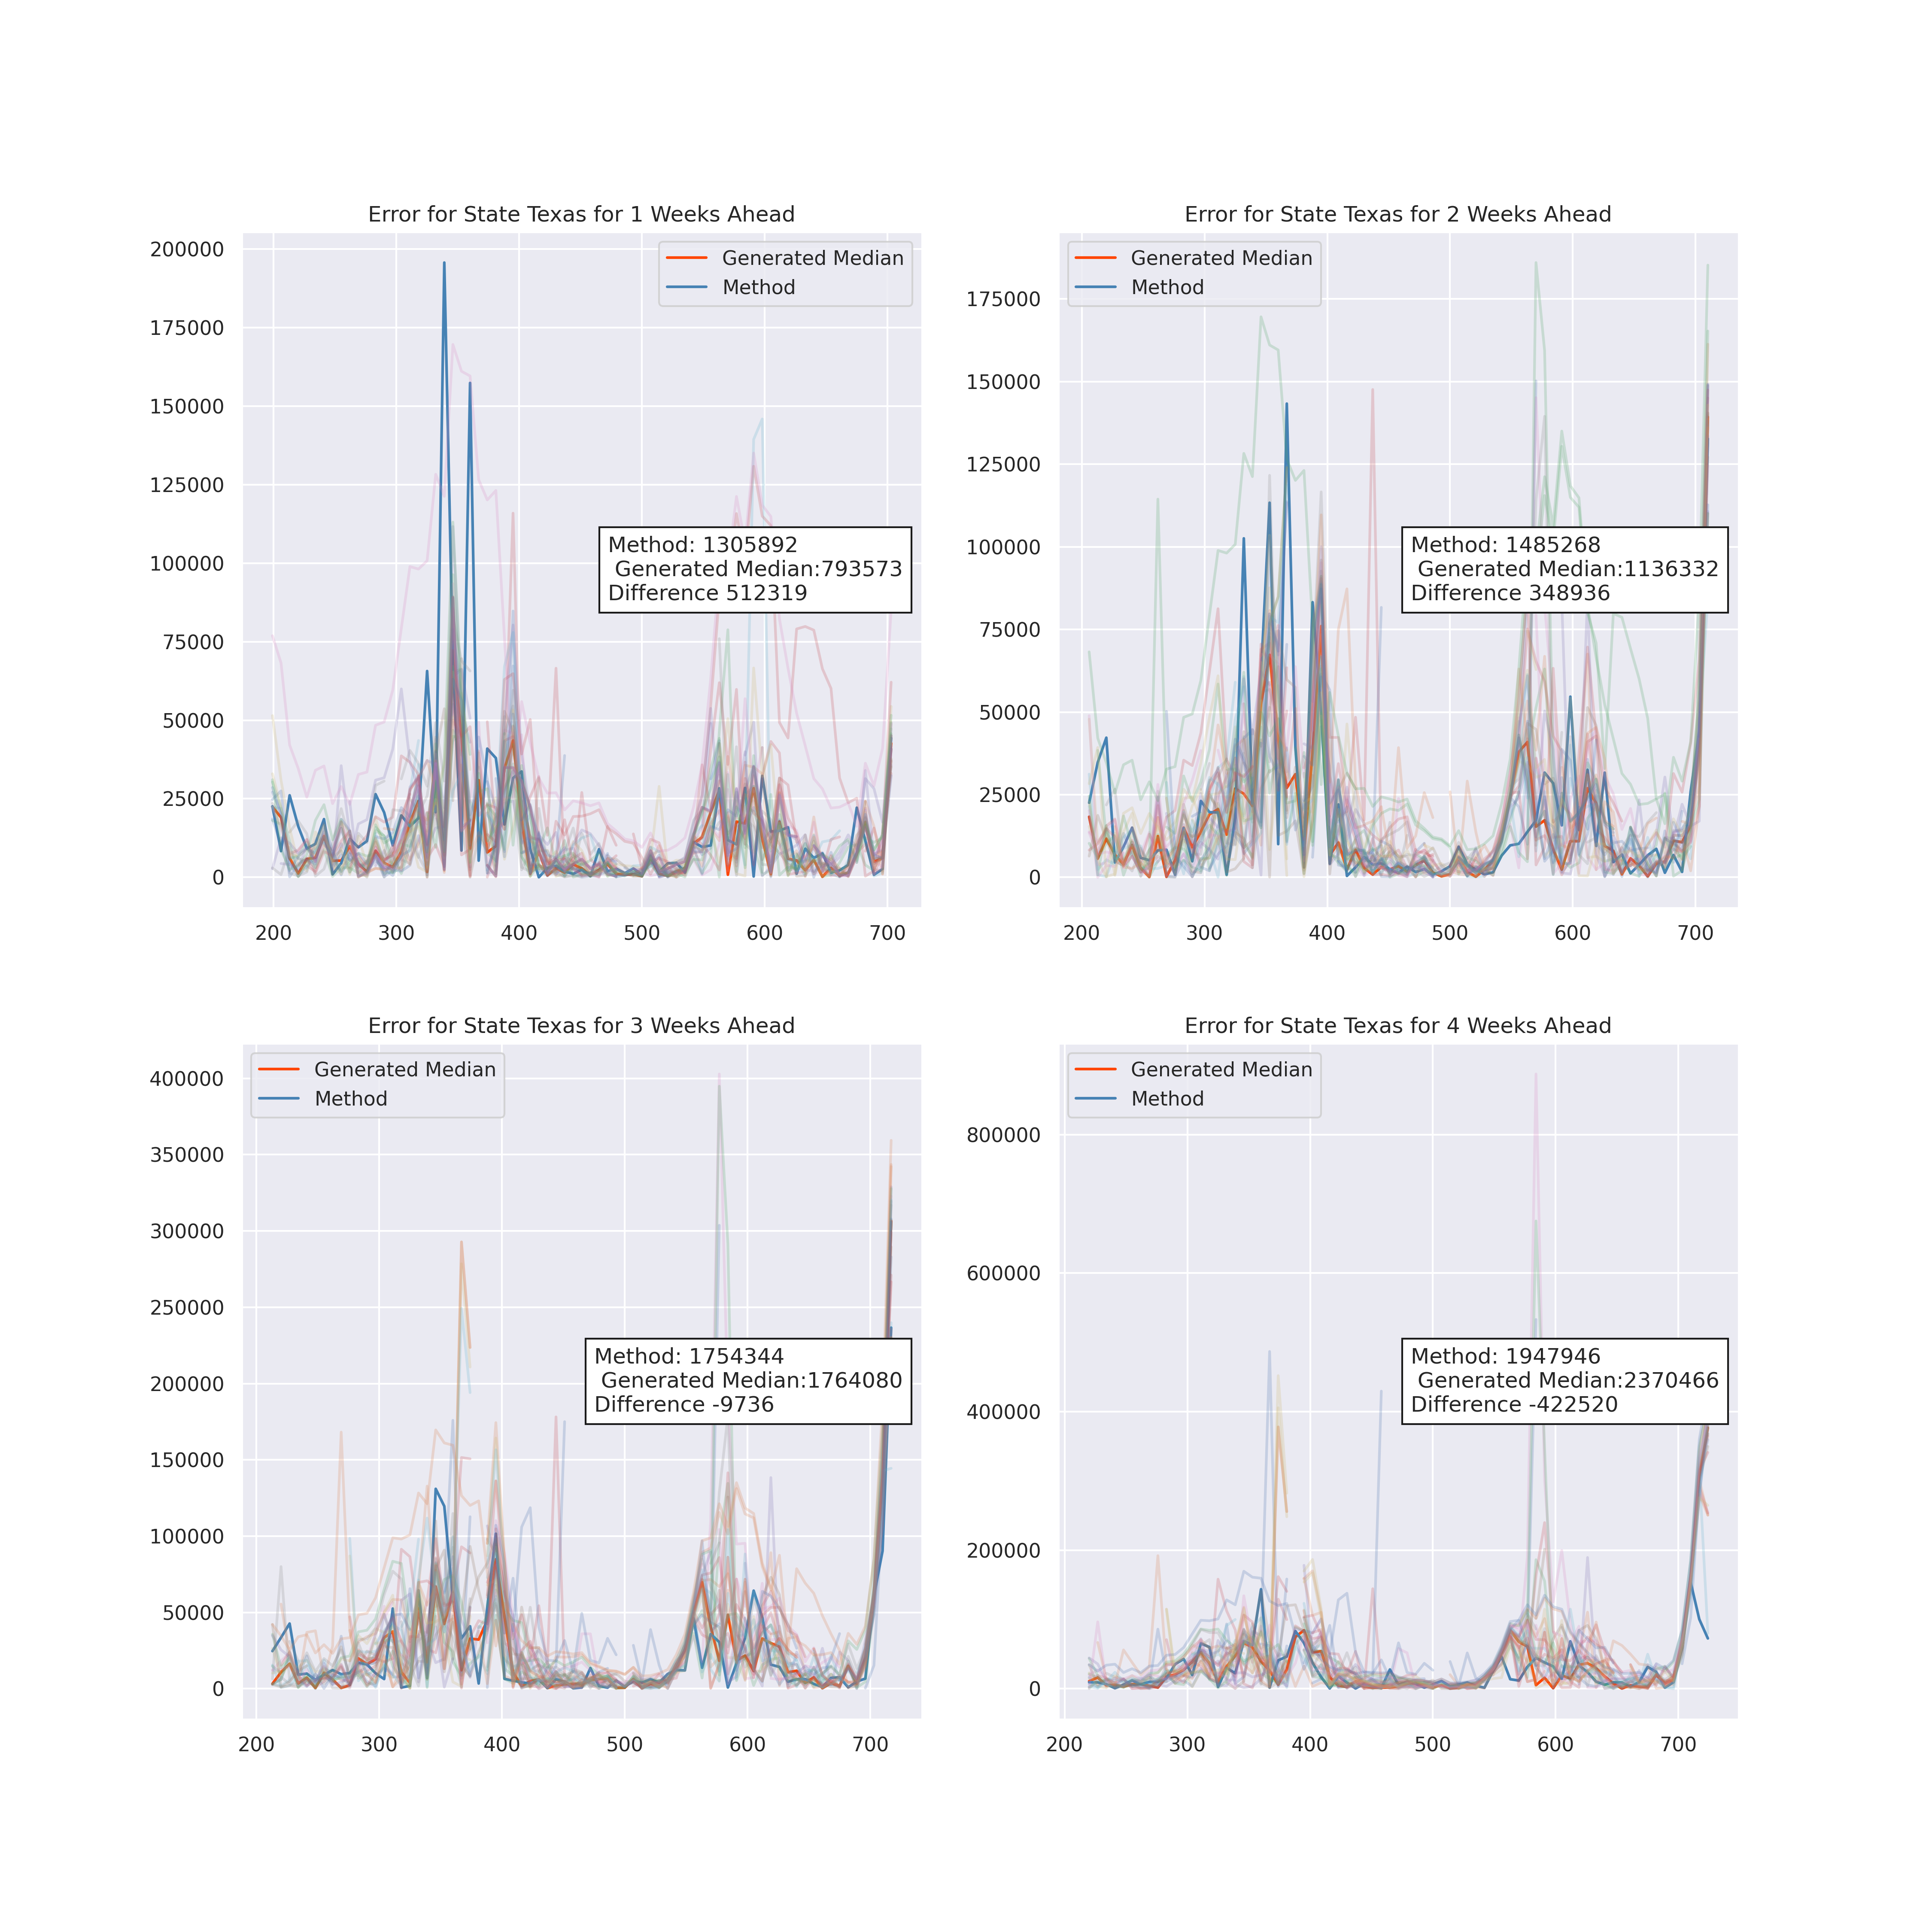 Error for State Texas for 1 Weeks Ahead
200000
175000
150000
125000
100000
75000
50000
25000
0
200 300 400 500 600 700
Generated Median
Method
Method: 1305892
Generated Median:793573
Difference 512319
Error for State Texas for 2 Weeks Ahead
175000
150000
125000
100000
75000
50000
25000
0
200 300 400 500 600 700
Generated Median
Method
Method: 1485268
Generated Median:1136332
Difference 348936
Error for State Texas for 3 Weeks Ahead
400000
350000
300000
250000
200000
150000
100000
50000
0
200 300 400 500 600 700
Generated Median
Method
Method: 1754344
Generated Median:1764080
Difference -9736
Error for State Texas for 4 Weeks Ahead
800000
600000
400000
200000
0
200 300 400 500 600 700
Generated Median
Method
Method: 1947946
Generated Median:2370466
Difference -422520